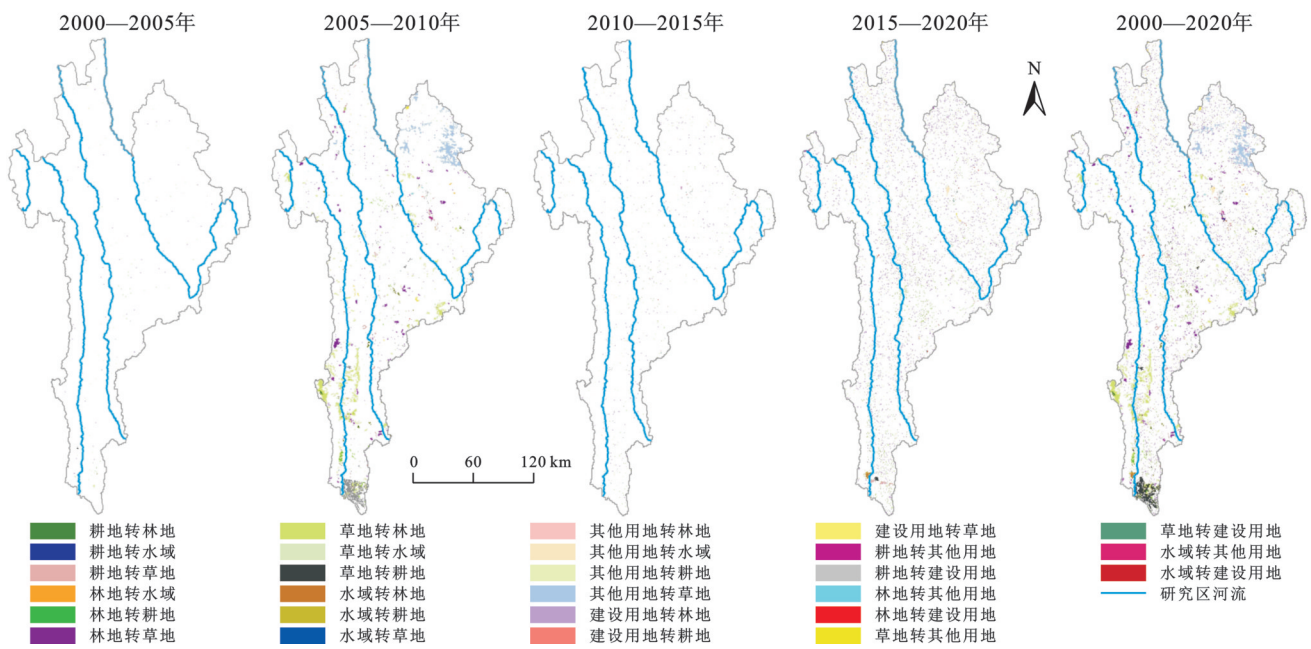 2000—2005年
2005—2010年
2010—2015年
2015—2020年
2000—2020年
N
0 60 120 km
耕地转林地
耕地转水域
耕地转草地
林地转水域
林地转耕地
林地转草地
草地转林地
草地转水域
草地转耕地
水域转林地
水域转耕地
水域转草地
其他用地转林地
其他用地转水域
其他用地转耕地
其他用地转草地
建设用地转林地
建设用地转耕地
建设用地转草地
耕地转其他用地
耕地转建设用地
林地转其他用地
林地转建设用地
草地转其他用地
草地转建设用地
水域转其他用地
水域转建设用地
研究区河流